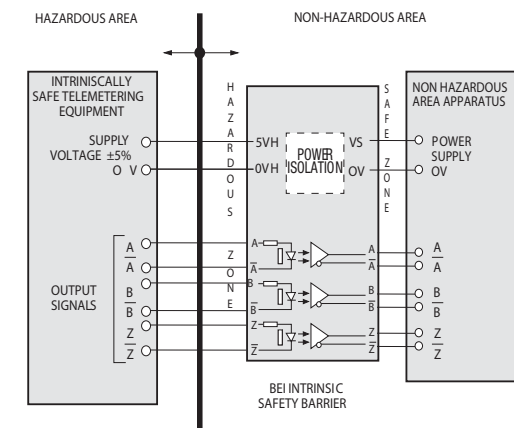 HAZARDOUS AREA
NON-HAZARDOUS AREA
INTRINISCALLY
SAFE TELEMETERING
EQUIPMENT
SUPPLY
VOLTAGE ±5%
O V
A
A̅
B
B̅
Z
Z̅
OUTPUT
SIGNALS
HAZARDOUS ZONE
5VH
0VH
POWER
ISOLATION
VS
OV
A
A̅
B
B̅
Z
Z̅
A
A̅
B
B̅
Z
Z̅
SAFE ZONE
NON HAZARDOUS
AREA APPARATUS
POWER
SUPPLY
OV
A
A̅
B
B̅
Z
Z̅
BEI INTRINSIC
SAFETY BARRIER